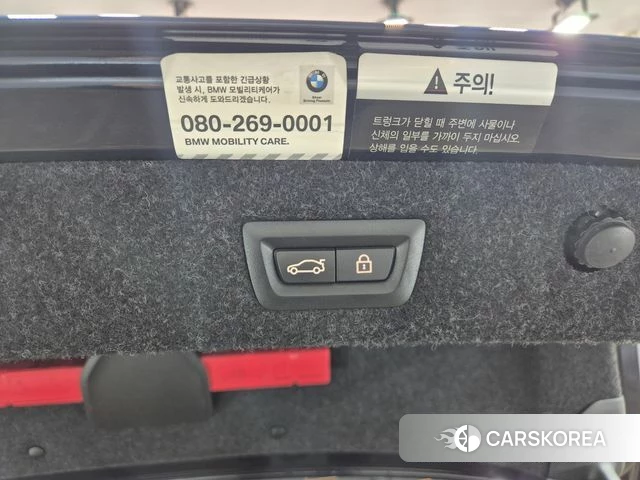 교통사고를 포함한 긴급상황
발생 시, BMW 모빌리티케어가
신속하게 도와드리겠습니다.
080-269-0001
BMW MOBILITY CARE.
주의!
트렁크가 닫힐 때 주변에 사물이나
신체의 일부를 가까이 두지 마십시오.
상해를 입을 수도 있습니다.
CARSKOREA